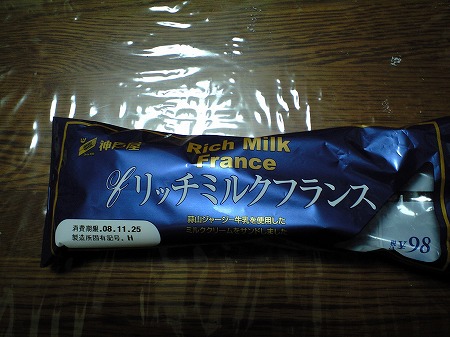 神戸屋
Rich Milk
France
リッチミルクフランス
蒜山ジャージー牛乳を使用した
ミルククリームをサンドしました
消費期限.08.11.25
製造所固有記号.H
¥98